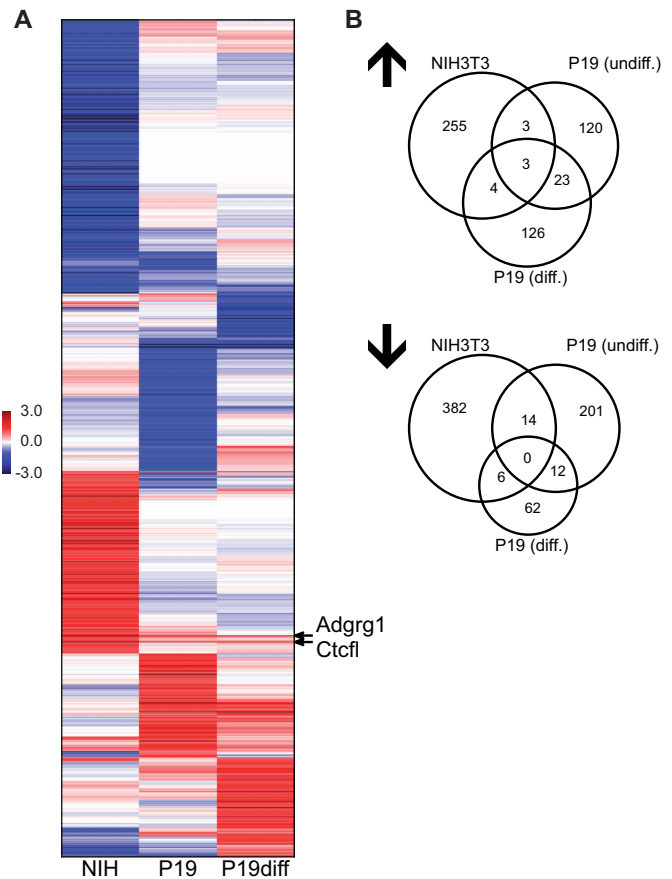 A
3.0
0.0
-3.0
Adgrg1
Ctcfl
NIH P19 P19diff
B
NIH3T3
P19 (undiff.)
255
3
120
3
4
23
126
P19 (diff.)
NIH3T3
P19 (undiff.)
382
14
201
0
6
12
62
P19 (diff.)